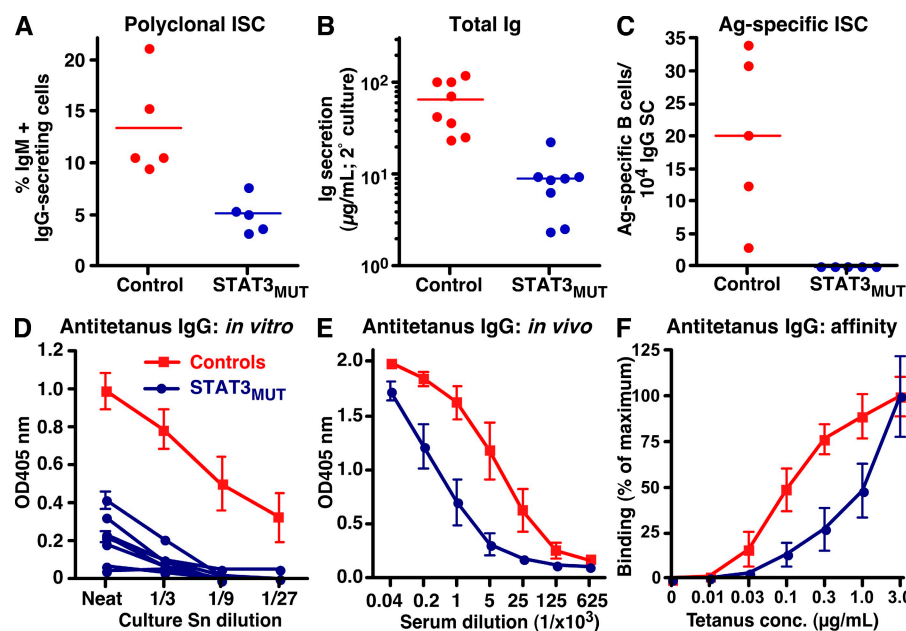 A Polyclonal ISC
% IgM +
IgG-secreting cells
20
15
10
5
0
Control STAT3MUT
B Total Ig
Ig secretion
(µg/mL; 2° culture)
10²
10¹
10⁰
Control STAT3MUT
C Ag-specific ISC
Ag-specific B cells/
10⁴ IgG SC
35
30
25
20
15
10
5
0
Control STAT3MUT
D Antitetanus IgG: in vitro
OD405 nm
1.2
1.0
0.8
0.6
0.4
0.2
0
Controls
STAT3MUT
Neat 1/3 1/9 1/27
Culture Sn dilution
E Antitetanus IgG: in vivo
OD405 nm
2.0
1.5
1.0
0.5
0.0
0.04 0.2 1 5 25 125 625
Serum dilution (1/x10³)
F Antitetanus IgG: affinity
Binding (% of maximum)
125
100
75
50
25
0
0 0.01 0.03 0.1 0.3 1.0 3.0
Tetanus conc. (µg/mL)